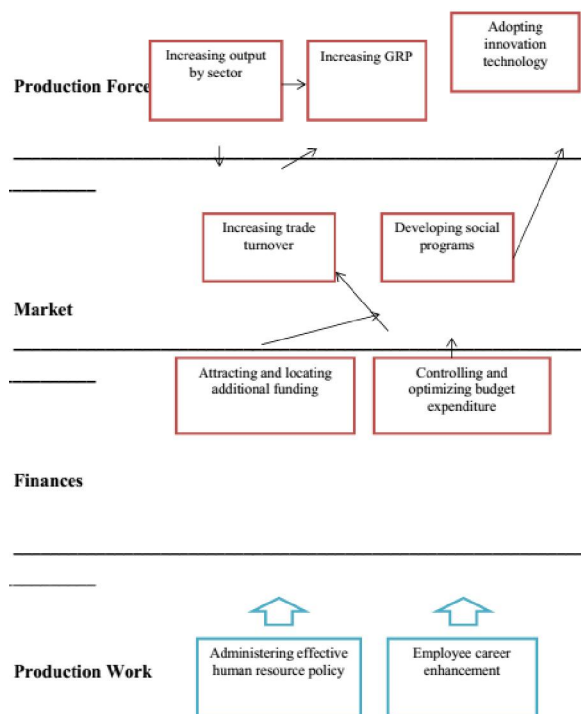 Adopting
innovation
technology
Increasing output
by sector
Increasing GRP
Production Force
Increasing trade
turnover
Developing social
programs
Market
Attracting and locating
additional funding
Controlling and
optimizing budget
expenditure
Finances
Administering effective
human resource policy
Employee career
enhancement
Production Work